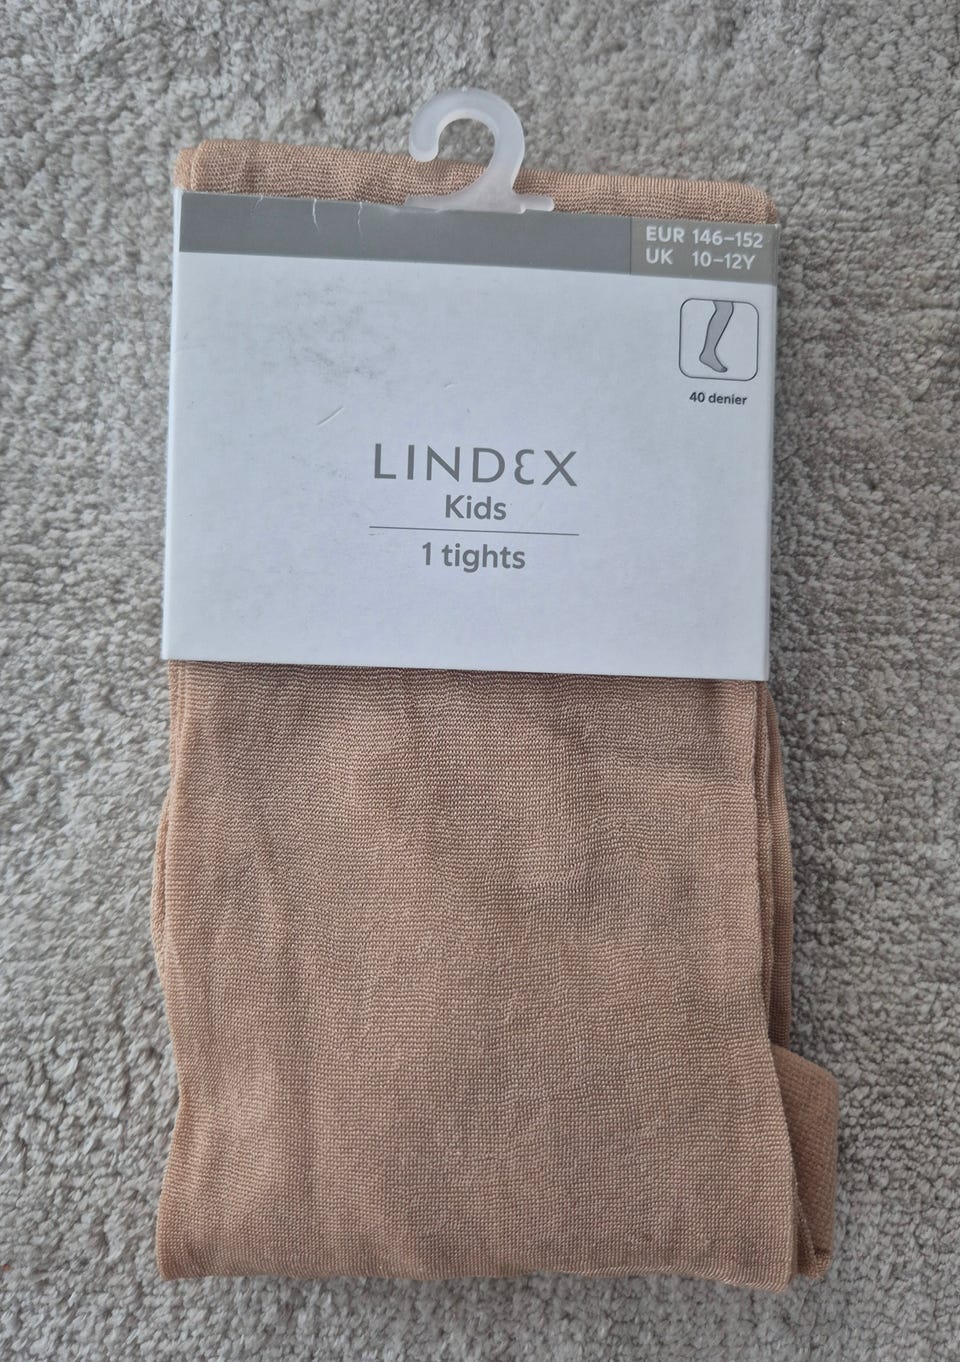 EUR 146–152
UK 10–12Y
40 denier
LINDEX
Kids
1 tights